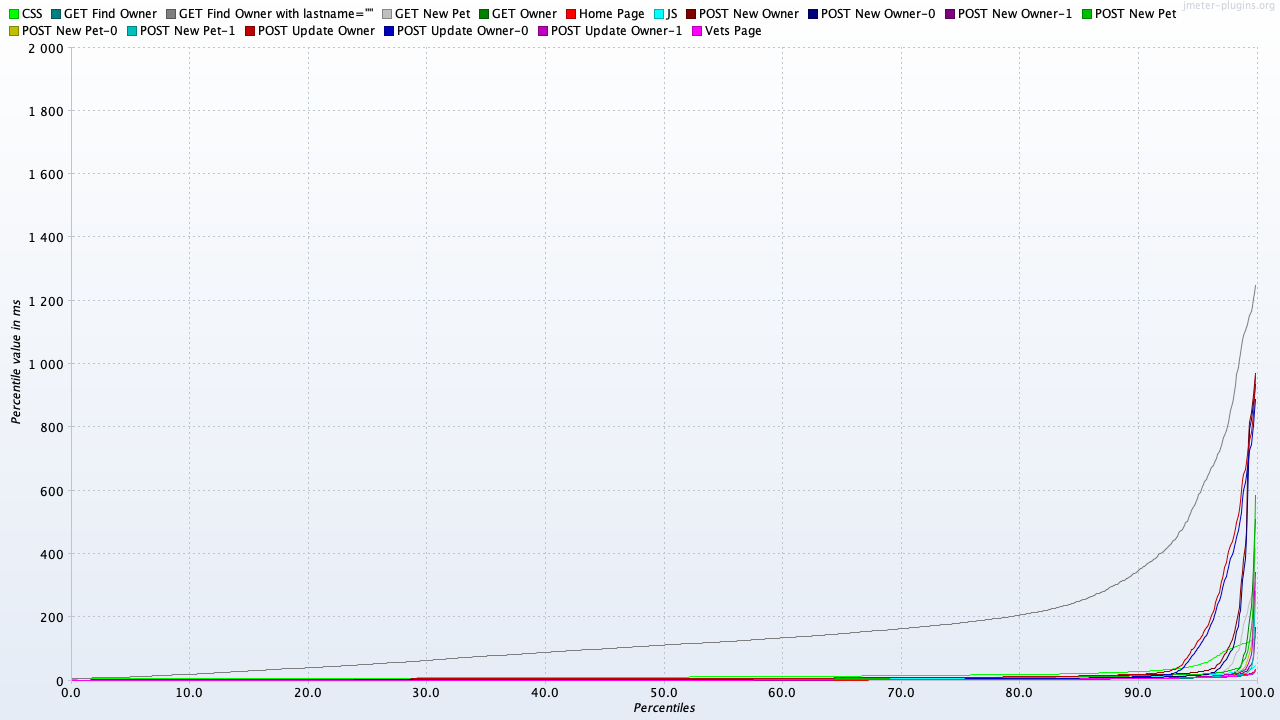 jmeter-plugins.org
CSS GET Find Owner GET Find Owner with lastname="" GET New Pet GET Owner Home Page JS POST New Owner POST New Owner-0 POST New Owner-1 POST New Pet
POST New Pet-0 POST New Pet-1 POST Update Owner POST Update Owner-0 POST Update Owner-1 Vets Page
2 000
1 800
1 600
1 400
1 200
1 000
800
600
400
200
0
Percentile value in ms
0.0 10.0 20.0 30.0 40.0 50.0 60.0 70.0 80.0 90.0 100.0
Percentiles